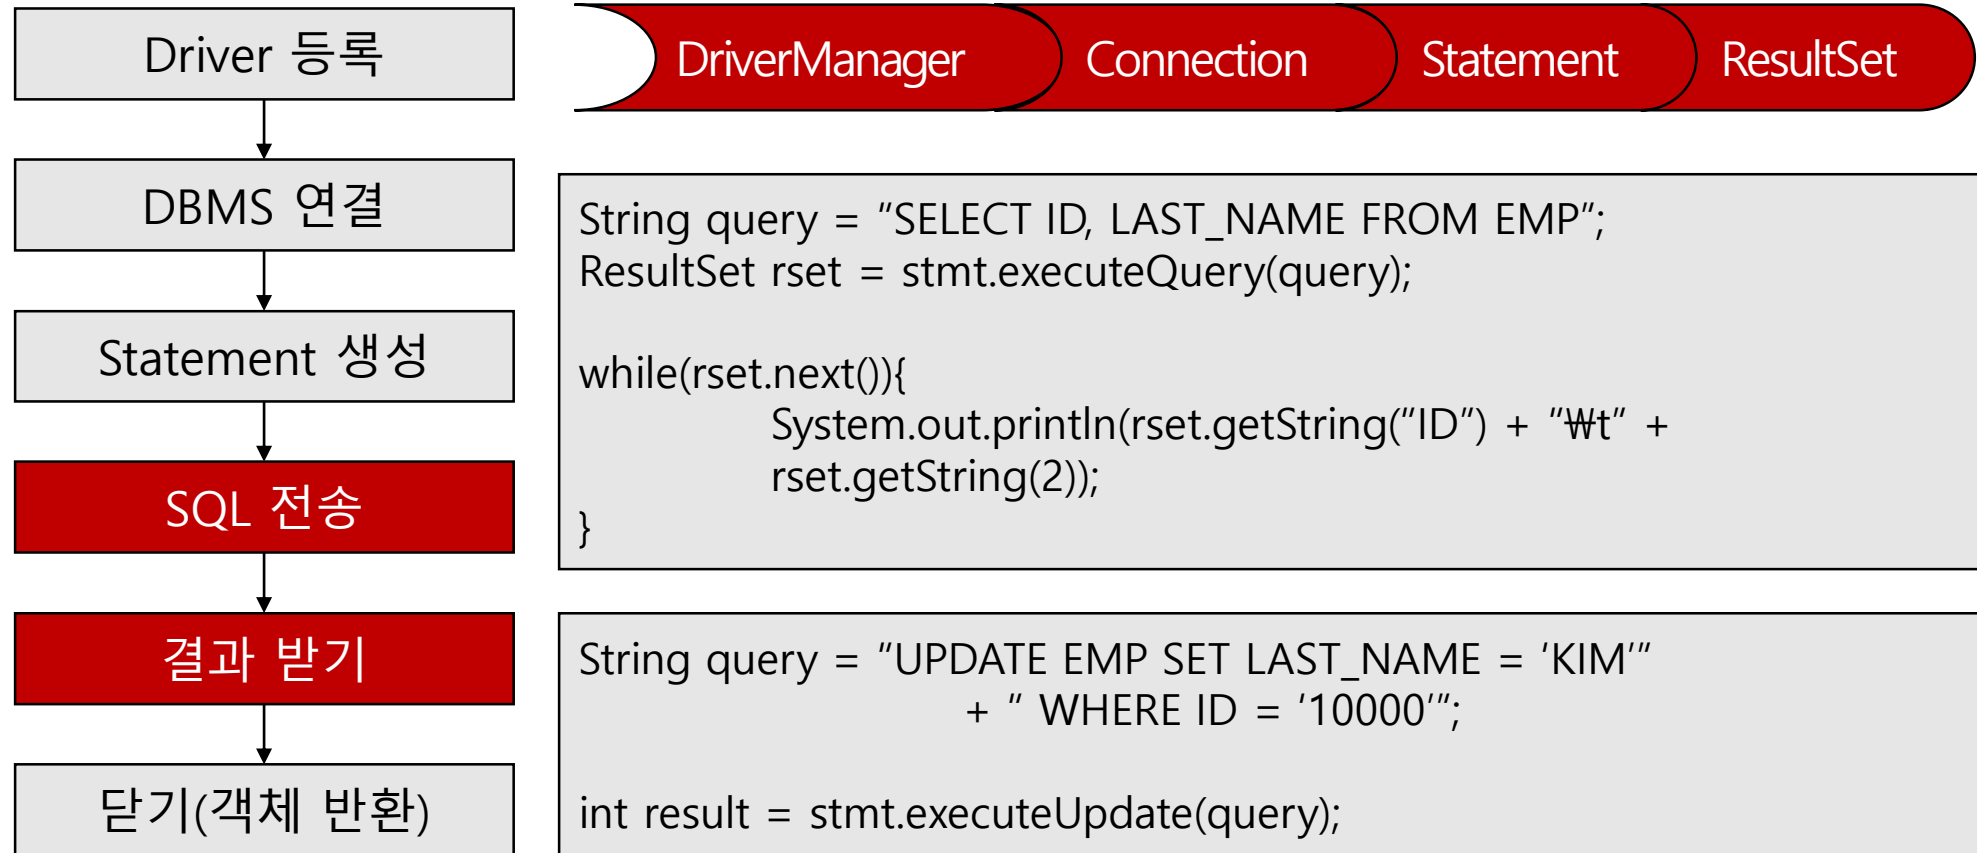 Driver 등록
DBMS 연결
Statement 생성
SQL 전송
결과 받기
닫기(객체 반환)
DriverManager
Connection
Statement
ResultSet
String query = "SELECT ID, LAST_NAME FROM EMP";
ResultSet rset = stmt.executeQuery(query);
while(rset.next()){
System.out.println(rset.getString("ID") + "₩t" +
rset.getString(2));
}
String query = "UPDATE EMP SET LAST_NAME = 'KIM'"
+ " WHERE ID = '10000'";
int result = stmt.executeUpdate(query);